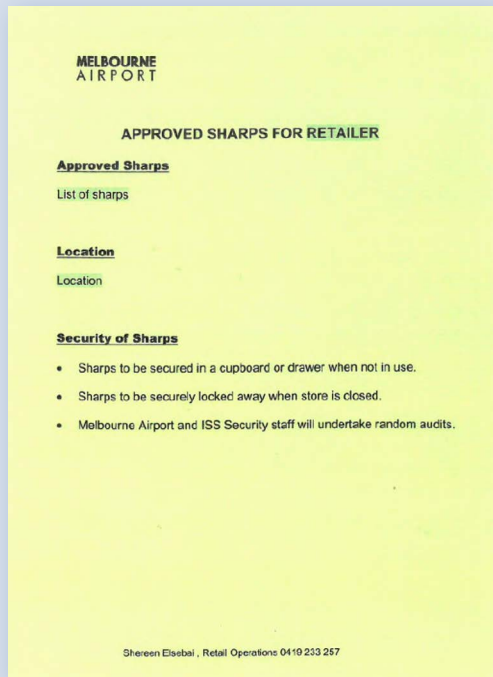 MELBOURNE
AIRPORT
APPROVED SHARPS FOR RETAILER
Approved Sharps
List of sharps
Location
Location
Security of Sharps
• Sharps to be secured in a cupboard or drawer when not in use.
• Sharps to be securely locked away when store is closed.
• Melbourne Airport and ISS Security staff will undertake random audits.
Shereen Elsebai , Retail Operations 0419 233 257